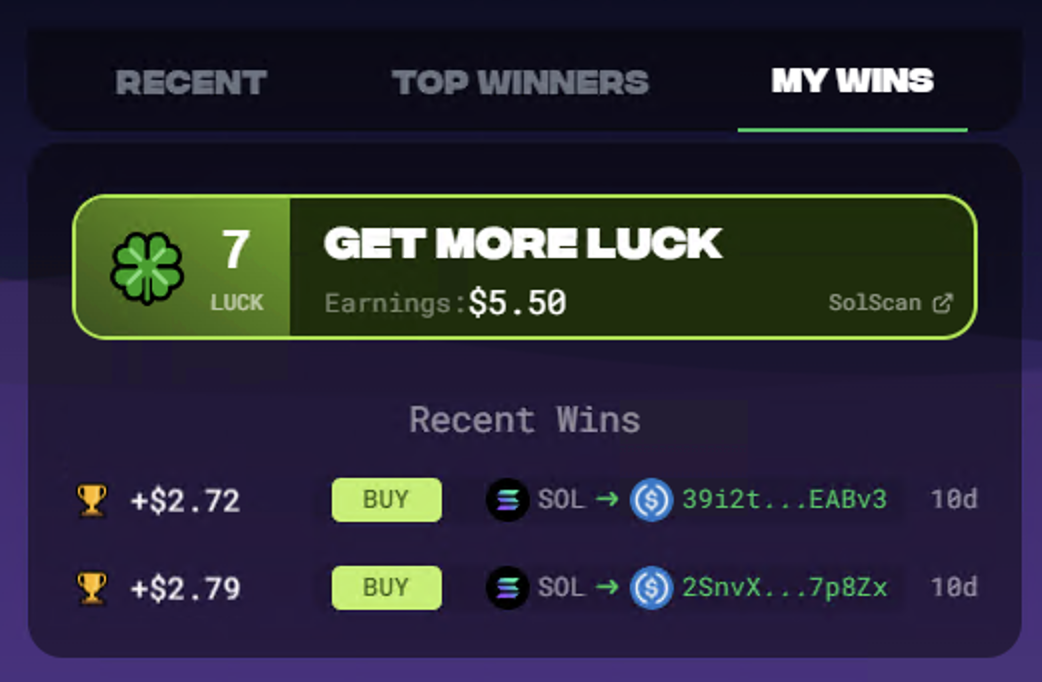 RECENT TOP WINNERS MY WINS
7 GET MORE LUCK
LUCK Earnings:$5.50 SolScan
Recent Wins
+$2.72 BUY SOL → 39i2t...EABv3 10d
+$2.79 BUY SOL → 2SnvX...7p8Zx 10d